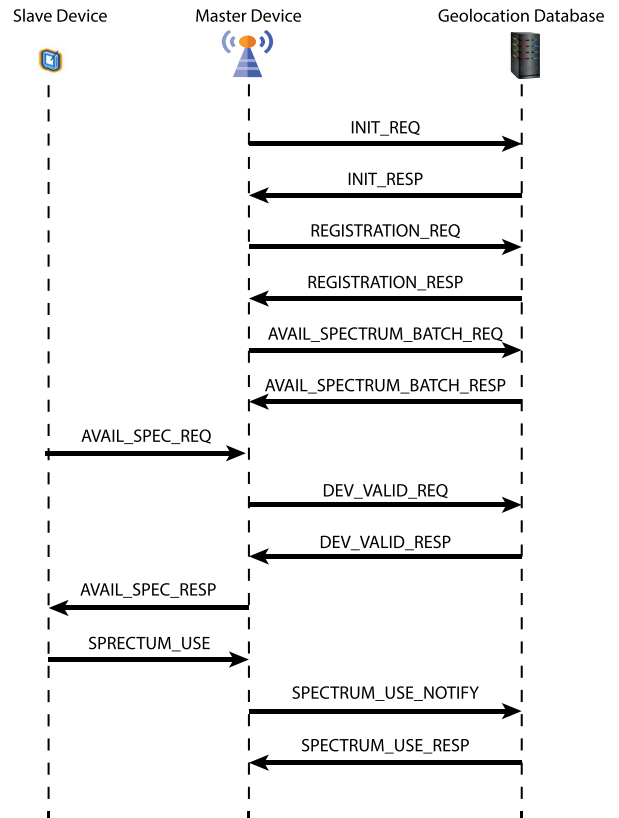 Slave Device
Master Device
Geolocation Database
INIT_REQ
INIT_RESP
REGISTRATION_REQ
REGISTRATION_RESP
AVAIL_SPECTRUM_BATCH_REQ
AVAIL_SPECTRUM_BATCH_RESP
AVAIL_SPEC_REQ
DEV_VALID_REQ
DEV_VALID_RESP
AVAIL_SPEC_RESP
SPRECTUM_USE
SPECTRUM_USE_NOTIFY
SPECTRUM_USE_RESP